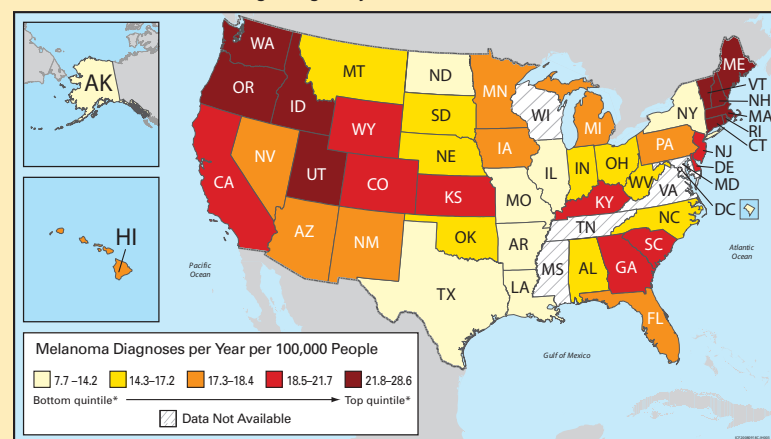 AK
HI
WA
OR
ID
MT
ND
MN
WI
MI
NY
ME
VT
NH
MA
RI
CT
NJ
DE
MD
DC
PA
SD
WY
NV
UT
CA
CO
NE
IA
IL
IN
OH
WV
VA
KS
MO
KY
NC
TN
SC
AZ
NM
OK
AR
MS
AL
GA
TX
LA
FL
Pacific
Ocean
Atlantic
Ocean
Gulf of Mexico
Melanoma Diagnoses per Year per 100,000 People
7.7–14.2 14.3–17.2 17.3–18.4 18.5–21.7 21.8–28.6
Bottom quintile* Top quintile*
Data Not Available